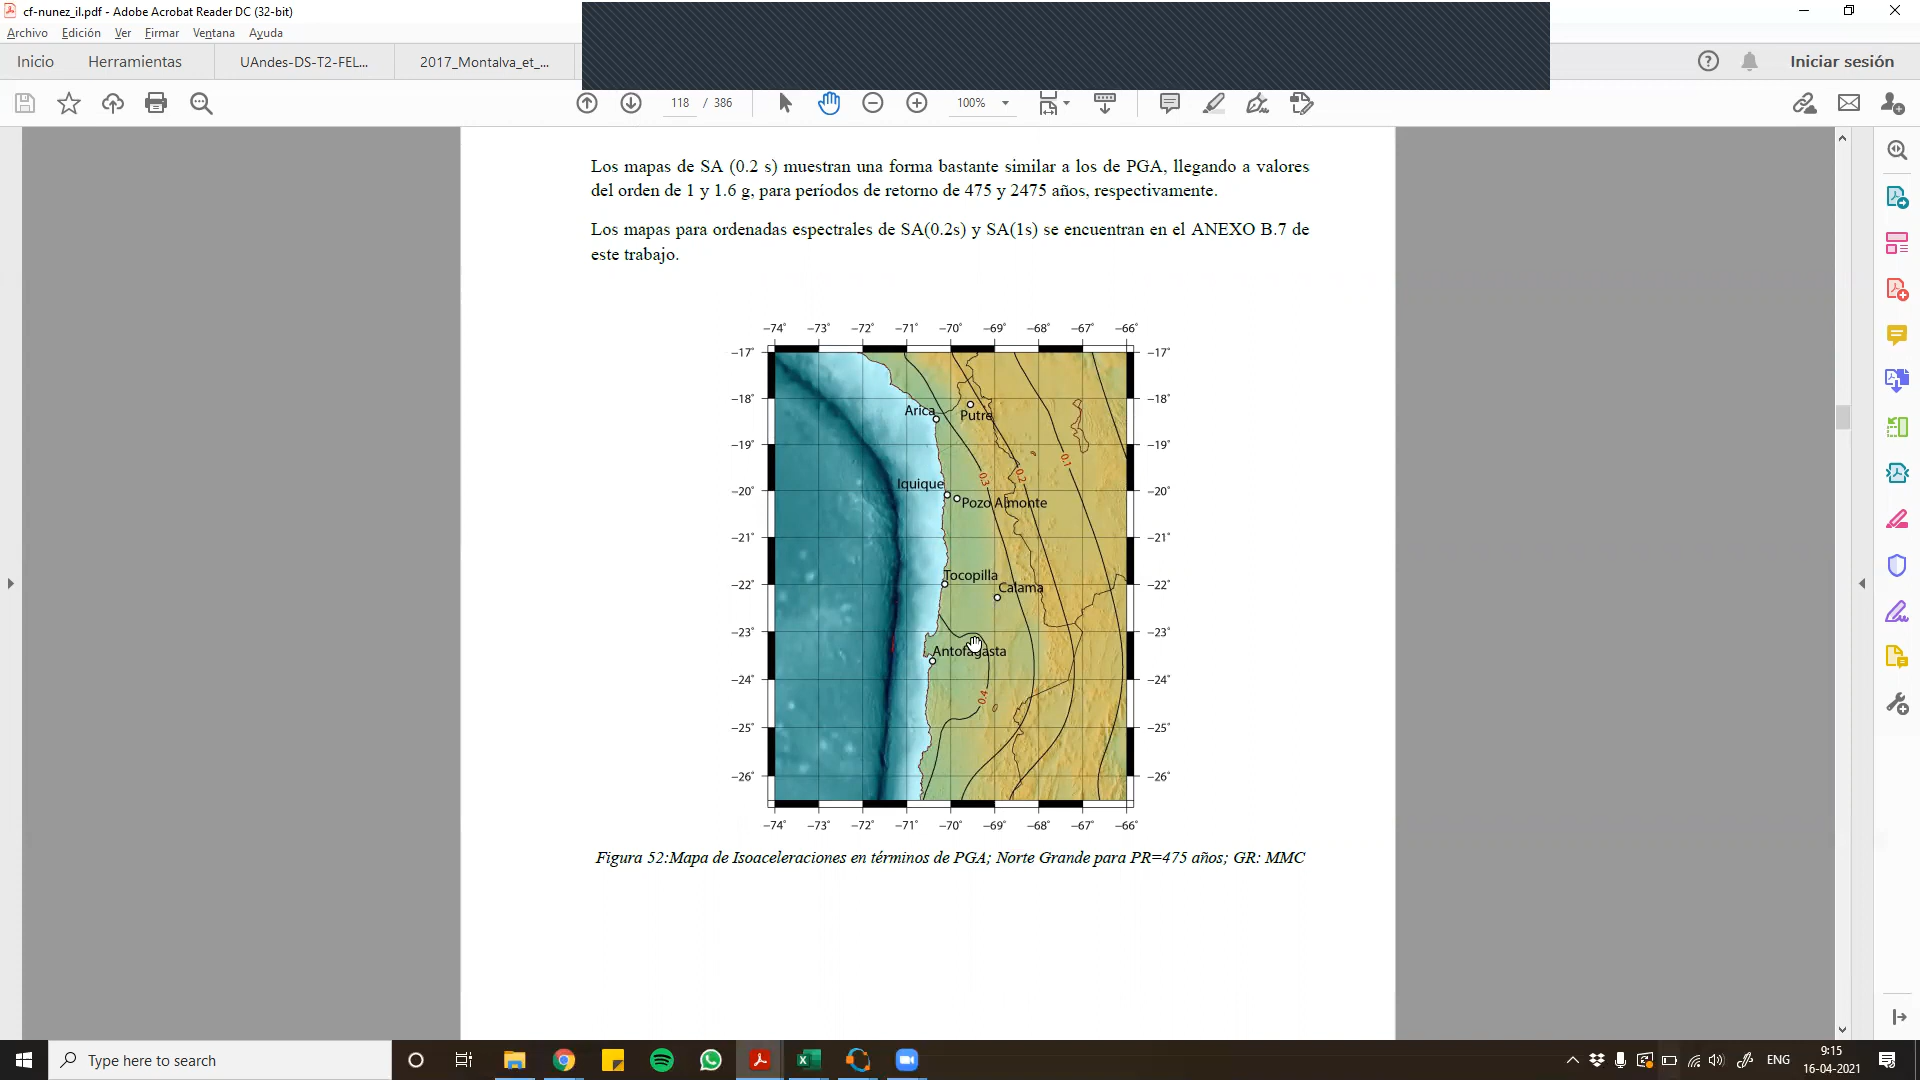 cf-nunez_il.pdf - Adobe Acrobat Reader DC (32-bit)
Archivo Edición Ver Firmar Ventana Ayuda
Inicio Herramientas UAndes-DS-T2-FEL... 2017_Montalva_et_... Iniciar sesión
118 / 386 100%
Los mapas de SA (0.2 s) muestran una forma bastante similar a los de PGA, llegando a valores
del orden de 1 y 1.6 g, para períodos de retorno de 475 y 2475 años, respectivamente.
Los mapas para ordenadas espectrales de SA(0.2s) y SA(1s) se encuentran en el ANEXO B.7 de
este trabajo.
−74° −73° −72° −71° −70° −69° −68° −67° −66°
−17° −17°
−18° −18°
Arica Putre
−19° −19°
0.3 0.2 0.1
Iquique
−20° −20°
Pozo Almonte
−21° −21°
Tocopilla
−22° −22°
Calama
−23° −23°
Antofagasta
−24° −24°
0.4
−25° −25°
−26° −26°
−74° −73° −72° −71° −70° −69° −68° −67° −66°
Figura 52:Mapa de Isoaceleraciones en términos de PGA; Norte Grande para PR=475 años; GR: MMC
Type here to search
ENG
9:15
16-04-2021